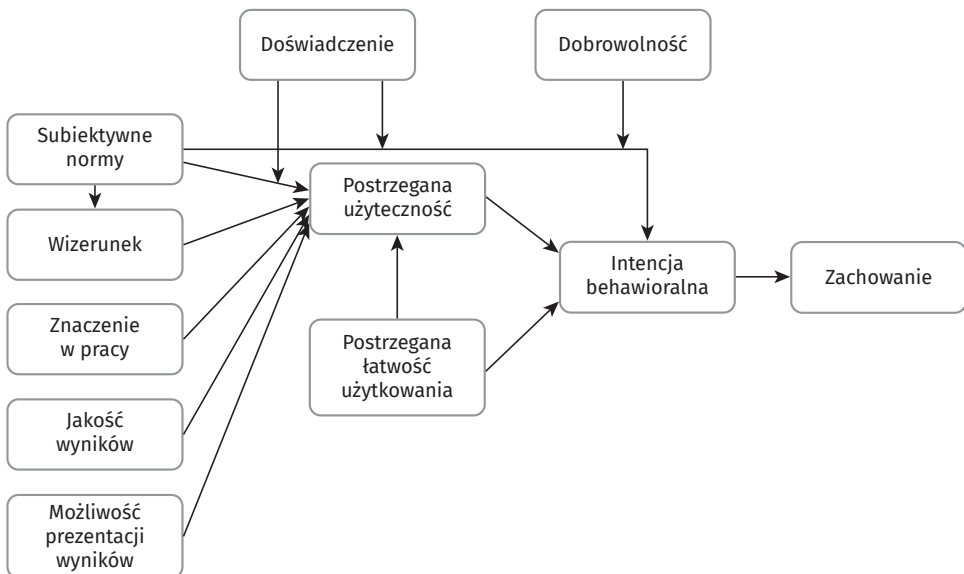 Doświadczenie
Dobrowolność
Subiektywne
normy
Postrzegana
użyteczność
Wizerunek
Intencja
behawioralna
Zachowanie
Znaczenie
w pracy
Postrzegana
łatwość
użytkowania
Jakość
wyników
Możliwość
prezentacji
wyników